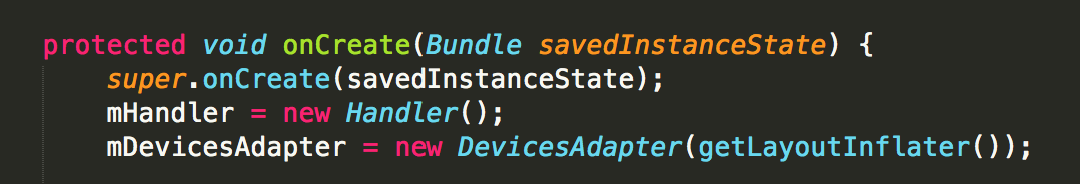 protected void onCreate(Bundle savedInstanceState) {
super.onCreate(savedInstanceState);
mHandler = new Handler();
mDevicesAdapter = new DevicesAdapter(getLayoutInflater());